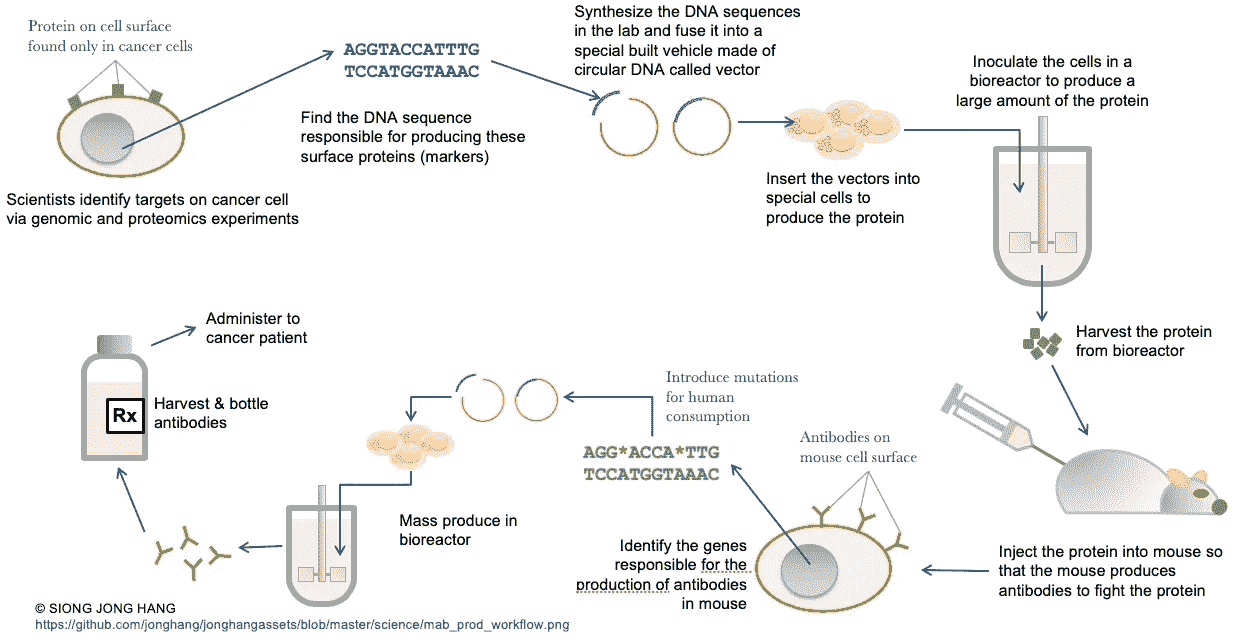 Protein on cell surface
found only in cancer cells
AGGTACCATTTG
TCCATGGTAAAC
Find the DNA sequence
responsible for producing these
surface proteins (markers)
Scientists identify targets on cancer cell
via genomic and proteomics experiments
Synthesize the DNA sequences
in the lab and fuse it into a
special built vehicle made of
circular DNA called vector
Insert the vectors into
special cells to
produce the protein
Inoculate the cells in a
bioreactor to produce a
large amount of the protein
Harvest the protein
from bioreactor
Inject the protein into mouse so
that the mouse produces
antibodies to fight the protein
Antibodies on
mouse cell surface
Identify the genes
responsible for the
production of antibodies
in mouse
AGG*ACCA*TTG
TCCATGGTAAAC
Introduce mutations
for human
consumption
Mass produce in
bioreactor
Harvest & bottle
antibodies
Rx
Administer to
cancer patient
© SIONG JONG HANG
https://github.com/jonghang/jonghangassets/blob/master/science/mab_prod_workflow.png